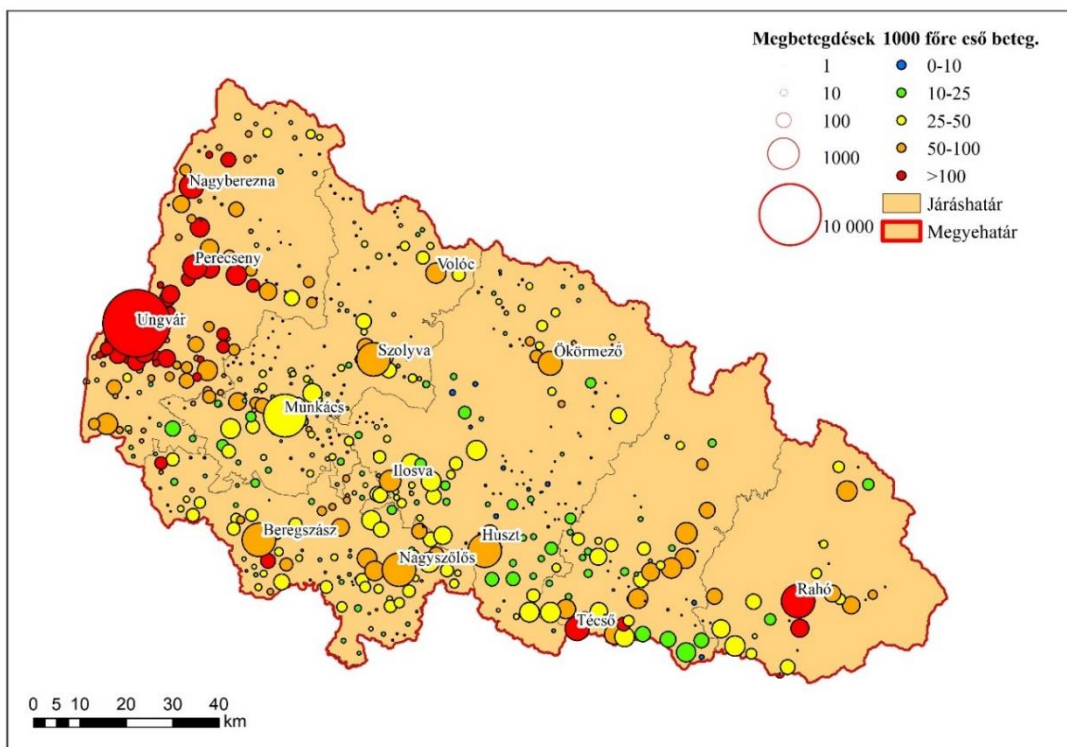 Megbetegdések 1000 főre eső beteg.
1 0-10
10 10-25
100 25-50
1000 50-100
>100
10 000 Járáshatár
Megyehatár
Nagyberezna
Perecseny
Volóc
Ungvár
Szolyva
Ökörmező
Munkács
Ilosva
Beregszász
Huszt
Nagyszőlős
Rahó
Técső
0 5 10 20 30 40
km